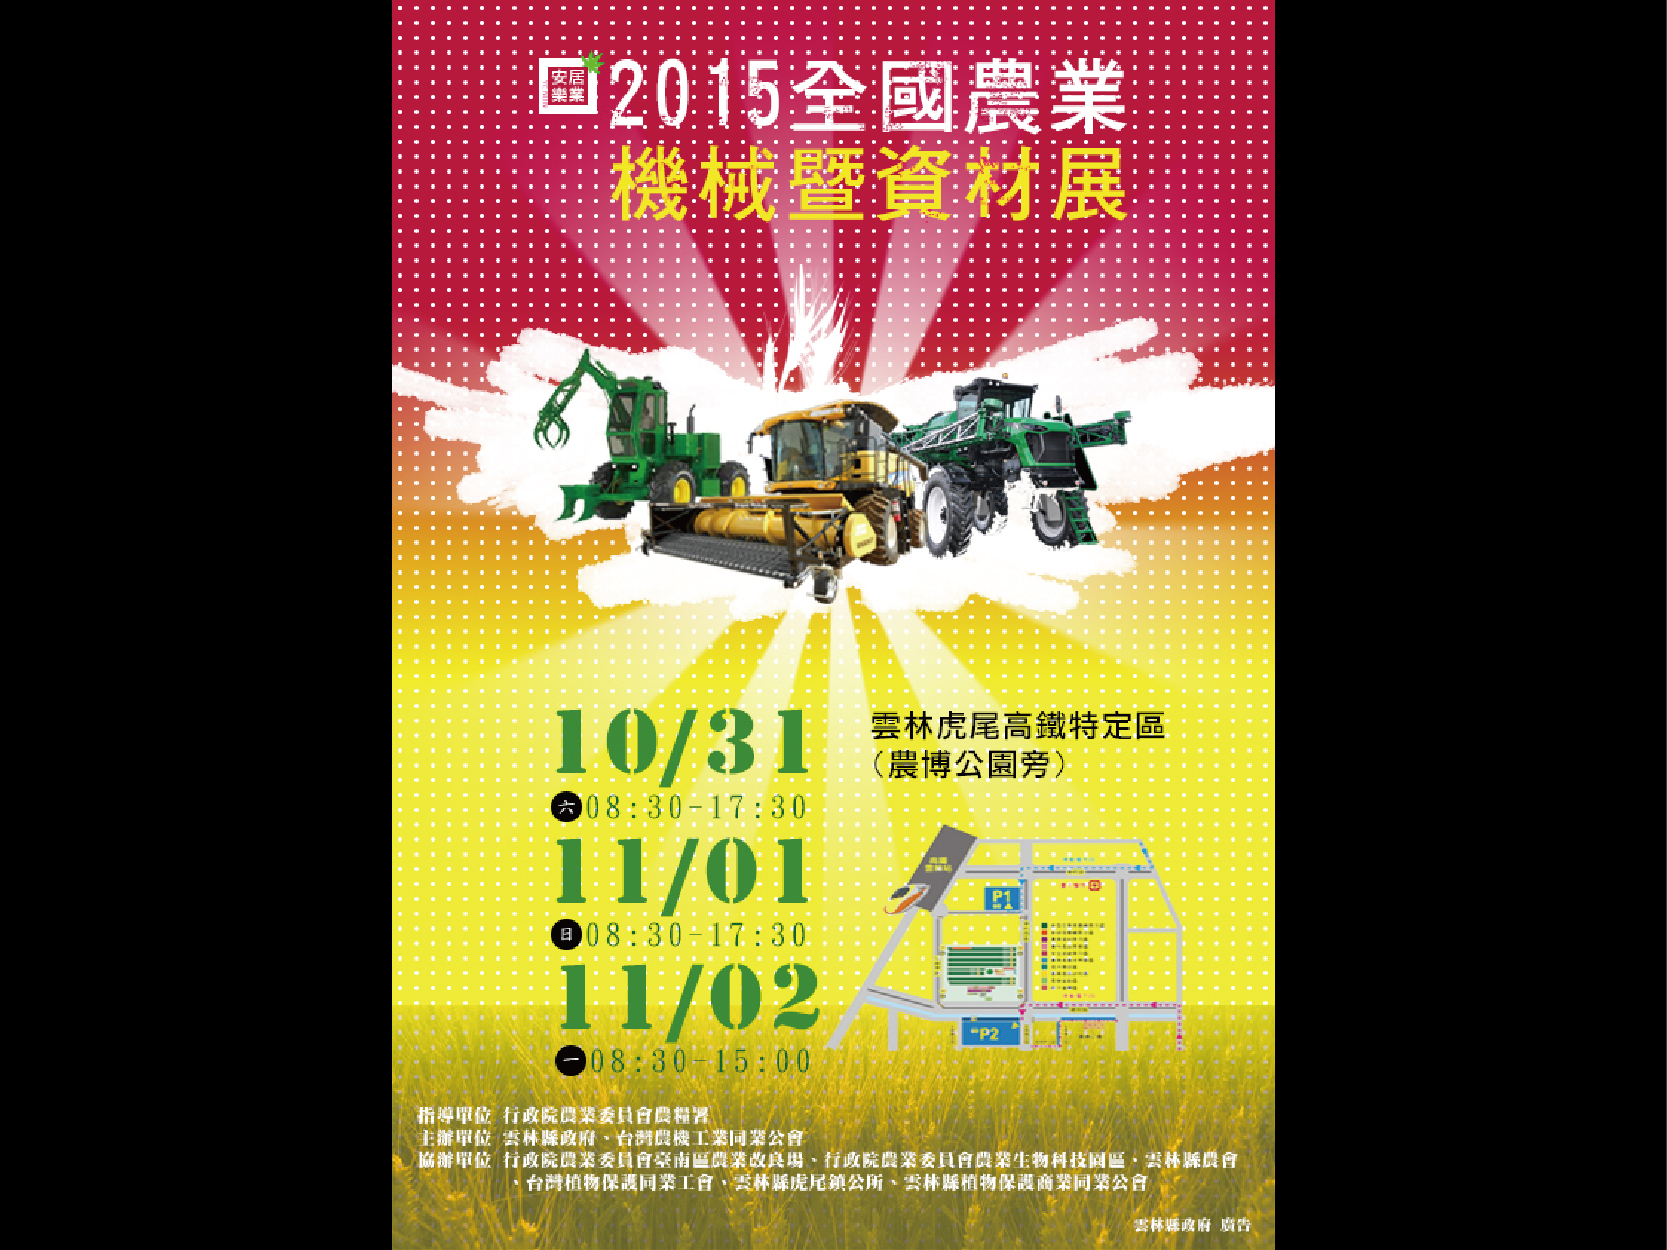 安居
樂業
2015全國農業
機械暨資材展
10/31
六 08:30-17:30
11/01
日 08:30-17:30
11/02
一 08:30-15:00
雲林虎尾高鐵特定區
（農博公園旁）
P1
P2
指導單位 行政院農業委員會農糧署
主辦單位 雲林縣政府、台灣農機工業同業公會
協辦單位 行政院農業委員會臺南區農業改良場、行政院農業委員會農業生物科技園區、雲林縣農會
、台灣植物保護同業工會、雲林縣虎尾鎮公所、雲林縣植物保護商業同業公會
雲林縣政府 廣告